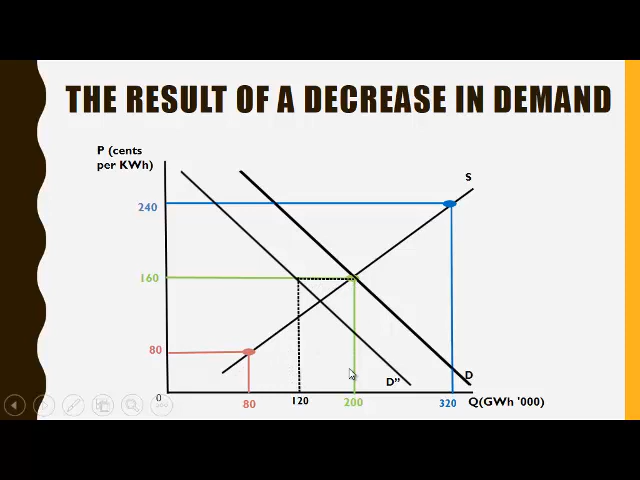 THE RESULT OF A DECREASE IN DEMAND
P (cents
per KWh)
S
240
160
80
D”
D
0
80
120
200
320
Q(GWh '000)